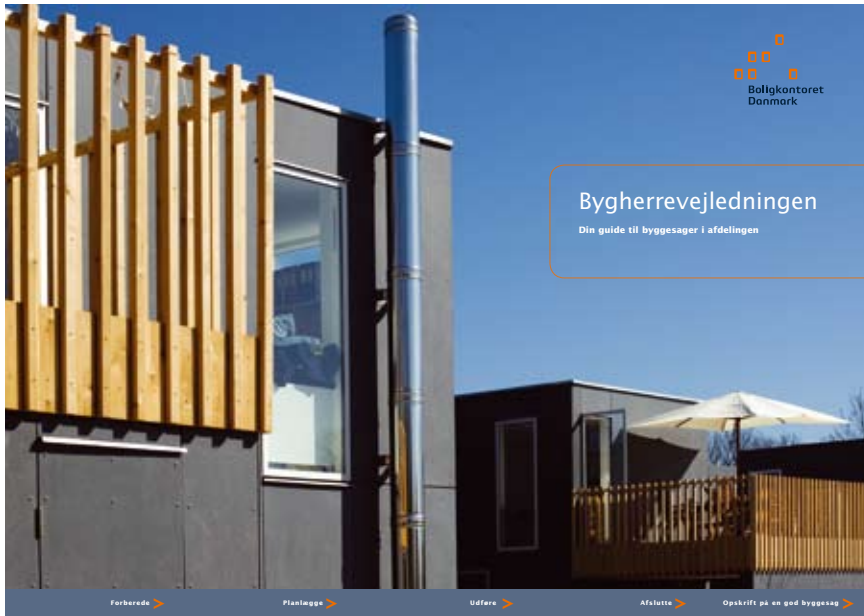 Boligkontoret
Danmark
Bygherrevejledningen
Din guide til byggesager i afdelingen
Forberede >
Planlægge >
Udføre >
Afslutte >
Opskrift på en god byggesag >